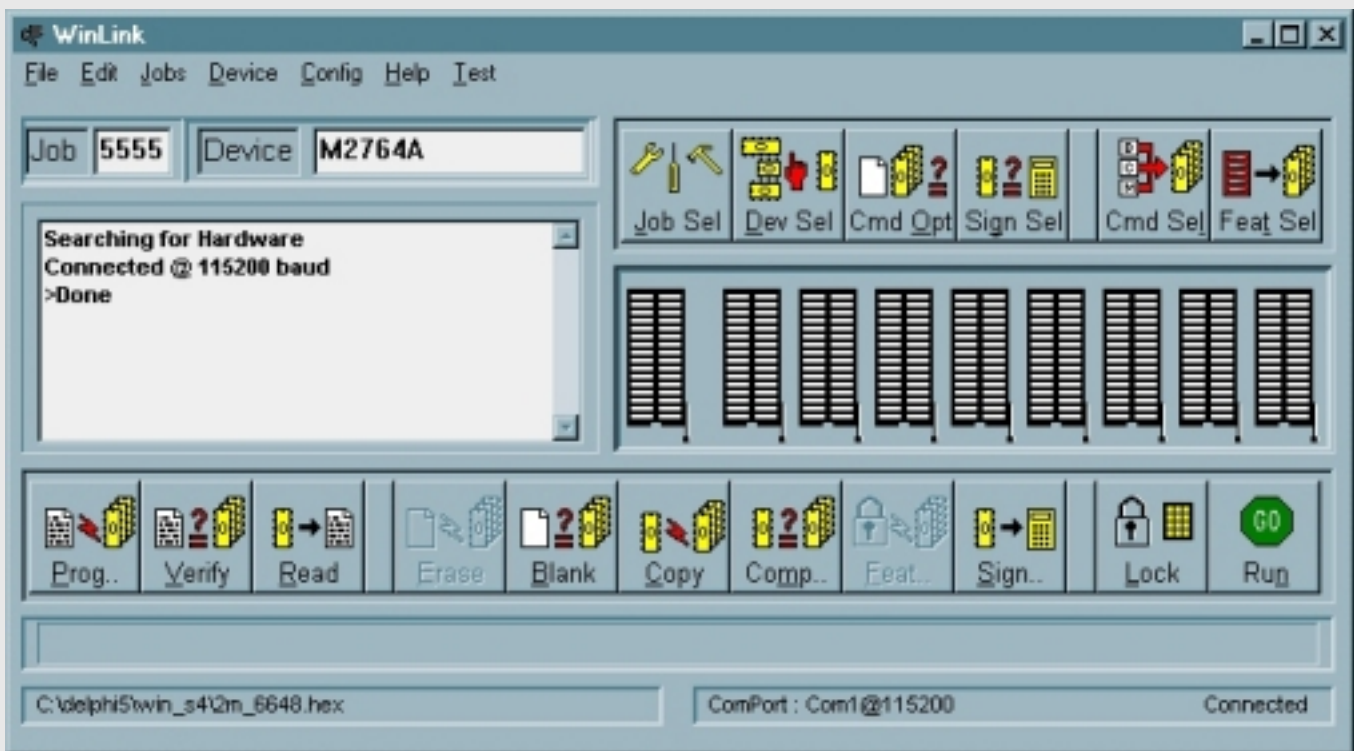 WinLink
File Edit Jobs Device Config Help Test
Job 5555 Device M2764A
Job Sel Dev Sel Cmd Opt Sign Sel Cmd Sel Feat Sel
Searching for Hardware
Connected @ 115200 baud
>Done
Prog.. Verify Read Erase Blank Copy Comp.. Feat.. Sign.. Lock Run
GO
C:\delphi5\win_s4\2m_6648.hex
ComPort : Com1@115200 Connected